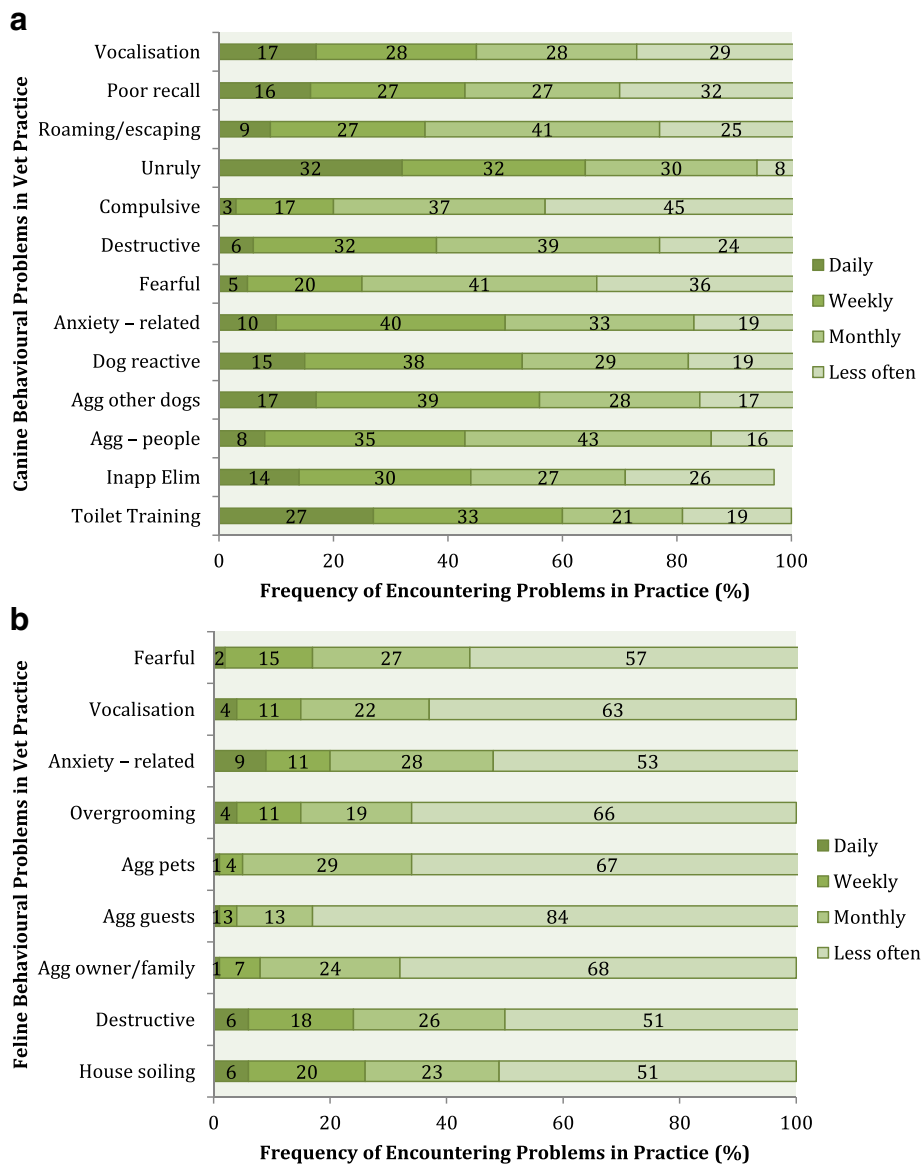 a
Canine Behavioural Problems in Vet Practice
Vocalisation 17 28 28 29
Poor recall 16 27 27 32
Roaming/escaping 9 27 41 25
Unruly 32 32 30 8
Compulsive 3 17 37 45
Destructive 6 32 39 24
Fearful 5 20 41 36
Anxiety – related 10 40 33 19
Dog reactive 15 38 29 19
Agg other dogs 17 39 28 17
Agg – people 8 35 43 16
Inapp Elim 14 30 27 26
Toilet Training 27 33 21 19
0 20 40 60 80 100
Frequency of Encountering Problems in Practice (%)
Daily
Weekly
Monthly
Less often
b
Feline Behavioural Problems in Vet Practice
Fearful 2 15 27 57
Vocalisation 4 11 22 63
Anxiety – related 9 11 28 53
Overgrooming 4 11 19 66
Agg pets 1 4 29 67
Agg guests 1 3 13 84
Agg owner/family 1 7 24 68
Destructive 6 18 26 51
House soiling 6 20 23 51
0 20 40 60 80 100
Frequency of Encountering Problems in Practice (%)
Daily
Weekly
Monthly
Less often